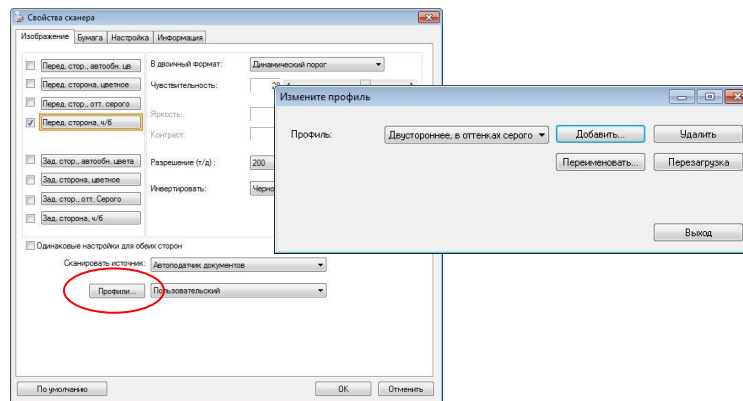 Свойства сканера
Изображение Бумага Настройка Информация
Перед. стор., автообн. цв
Перед. сторона, цветное
Перед. стор., отт. серого
Перед. сторона, ч/б
Зад. стор., автообн. цвета
Зад. сторона, цветное
Зад. стор., отт. Серого
Зад. сторона, ч/б
В двоичный формат: Динамический порог
Чувствительность:
Яркость:
Контраст:
Разрешение (т/д) : 200
Инвертировать:
Одинаковые настройки для обеих сторон
Сканировать источник: Автоподатчик документов
Профили... Пользовательский
По умолчанию OK Отменить
Измените профиль
Профиль: Двустороннее, в оттенках серого Добавить... Удалить
Переименовать... Перезагрузка
Выход